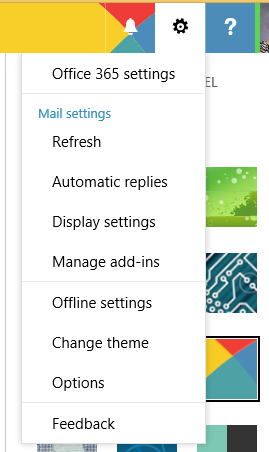 ?
Office 365 settings
EL
Mail settings
Refresh
Automatic replies
Display settings
Manage add-ins
Offline settings
Change theme
Options
Feedback